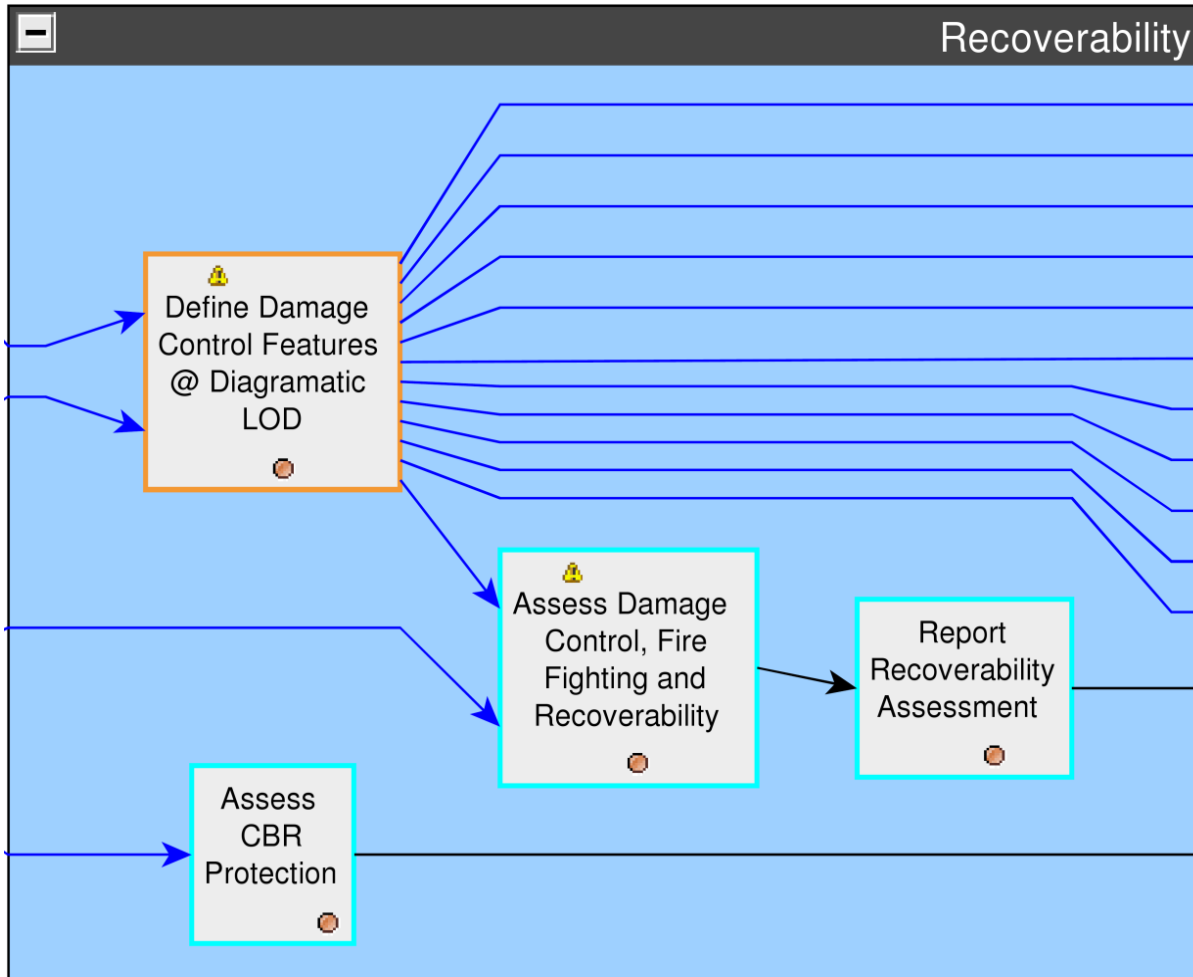 Recoverability
Define Damage
Control Features
@ Diagramatic
LOD
Assess Damage
Control, Fire
Fighting and
Recoverability
Report
Recoverability
Assessment
Assess
CBR
Protection